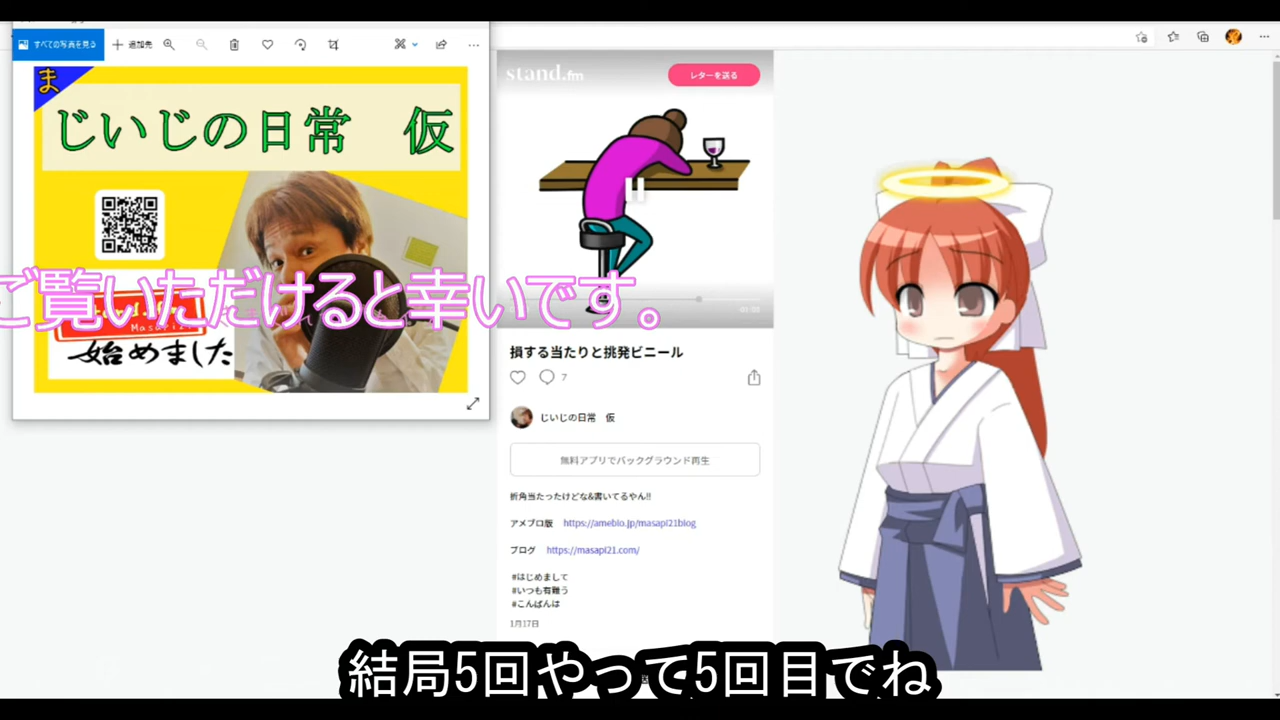 すべての写真を見る
追加先
ま
じいじの日常 仮
Masapi21
始めました
ご覧いただけると幸いです。
stand.fm
レターを送る
損する当たりと挑発ビニール
7
じいじの日常 仮
無料アプリでバックグラウンド再生
折角当たったけどな&書いてるやん!!
アメブロ版 https://ameblo.jp/masapi21blog
ブログ https://masapi21.com/
#はじめまして
#いつも有難う
#こんばんは
1月17日
結局5回やって5回目でね